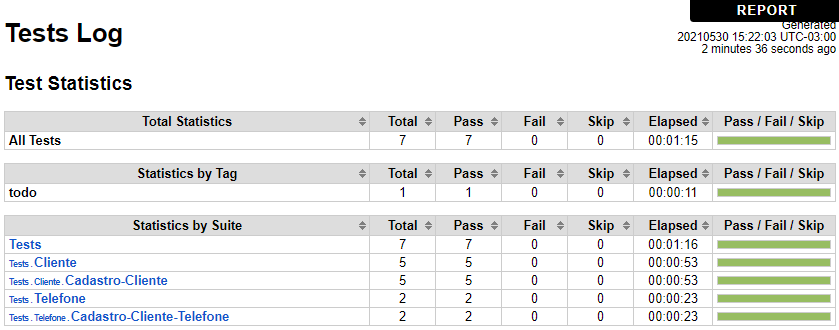 REPORT
Tests Log
Generated
20210530 15:22:03 UTC-03:00
2 minutes 36 seconds ago
Test Statistics
Total Statistics Total Pass Fail Skip Elapsed Pass / Fail / Skip
All Tests 7 7 0 0 00:01:15
Statistics by Tag Total Pass Fail Skip Elapsed Pass / Fail / Skip
todo 1 1 0 0 00:00:11
Statistics by Suite Total Pass Fail Skip Elapsed Pass / Fail / Skip
Tests 7 7 0 0 00:01:16
Tests . Cliente 5 5 0 0 00:00:53
Tests . Cliente . Cadastro-Cliente 5 5 0 0 00:00:53
Tests . Telefone 2 2 0 0 00:00:23
Tests . Telefone . Cadastro-Cliente-Telefone 2 2 0 0 00:00:23